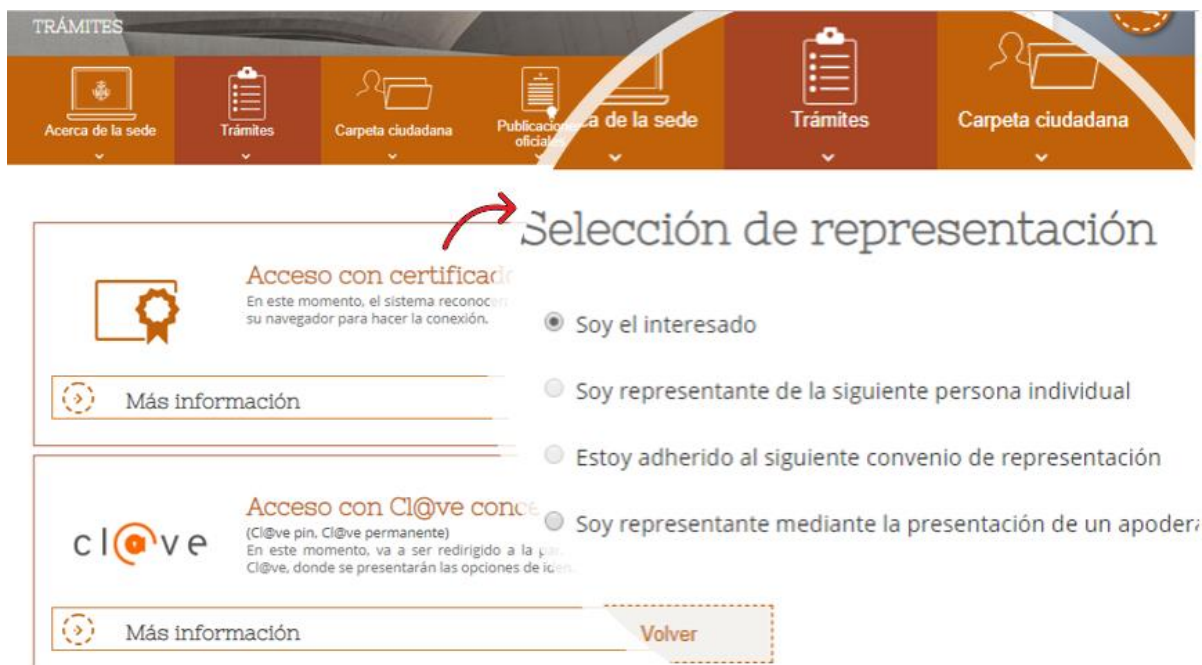 TRÁMITES
Acerca de la sede
Trámites
Carpeta ciudadana
oficiales
a de la sede
Trámites
Carpeta ciudadana
Selección de representación
Acceso con certificado
En este momento, el sistema
su navegador para hacer la conexión.
Más información
Soy el interesado
Soy representante de la siguiente persona individual
Estoy adherido al siguiente convenio de representación
Soy representante mediante la presentación de un
cl@ve
Acceso con Cl@ve
(Cl@ve pin, Cl@ve permanente)
En este momento, va a ser redirigido a la
Cl@ve, donde se presentarán las opciones de
Más información
Volver